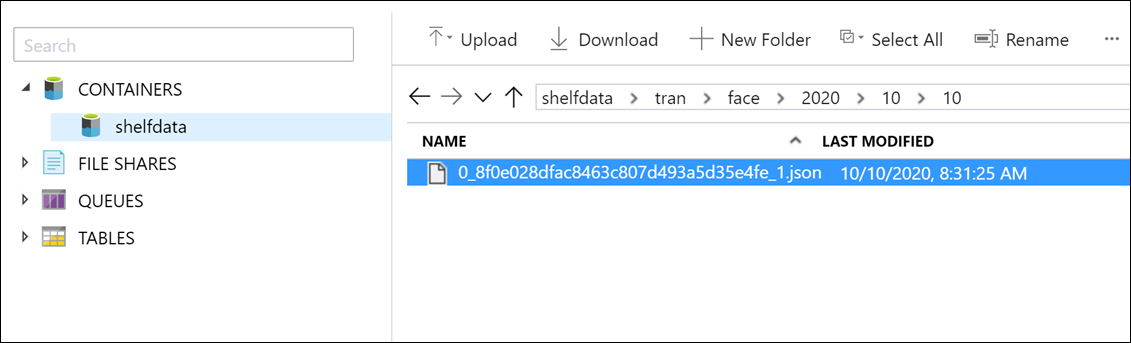 Search
CONTAINERS
shelfdata
FILE SHARES
QUEUES
TABLES
Upload Download New Folder Select All Rename ...
shelfdata > tran > face > 2020 > 10 > 10
NAME LAST MODIFIED
0_8f0e028dfac8463c807d493a5d35e4fe_1.json 10/10/2020, 8:31:25 AM